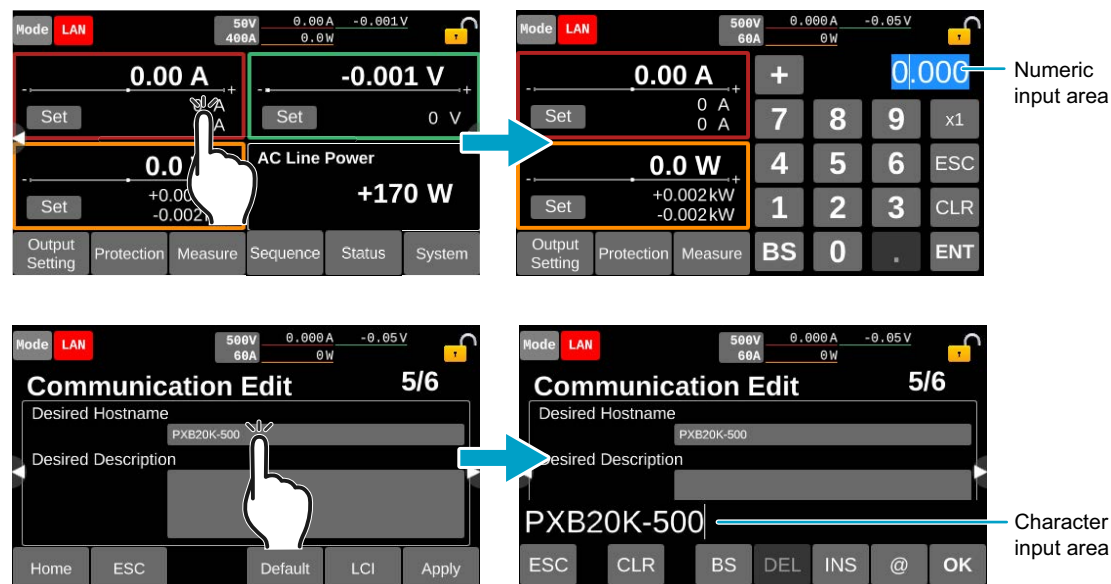 Mode LAN 50V 400A 0.00A -0.001V 0.0W
0.00 A
A
A
Set
-0.001 V
Set 0 V
0.0
+0.00
-0.002
Set
AC Line Power
+170 W
Output Setting Protection Measure Sequence Status System
Mode LAN 500V 60A 0.000A -0.05V 0W
0.00 A
0 A
0 A
Set
0.0 W
+0.002kW
-0.002kW
Set
Output Setting Protection Measure
+ 0.000
7 8 9 x1
4 5 6 ESC
1 2 3 CLR
BS 0 . ENT
Numeric
input area
Mode LAN 500V 60A 0.000A -0.05V 0W
Communication Edit 5/6
Desired Hostname
PXB20K-500
Desired Description
Home ESC Default LCI Apply
Mode LAN 500V 60A 0.000A -0.05V 0W
Communication Edit 5/6
Desired Hostname
PXB20K-500
Desired Description
PXB20K-500
ESC CLR BS DEL INS @ OK
Character
input area